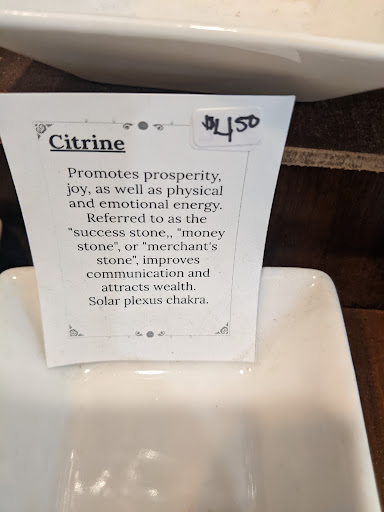 $4.50
Citrine
Promotes prosperity,
joy, as well as physical
and emotional energy.
Referred to as the
"success stone,, "money
stone", or "merchant's
stone", improves
communication and
attracts wealth.
Solar plexus chakra.